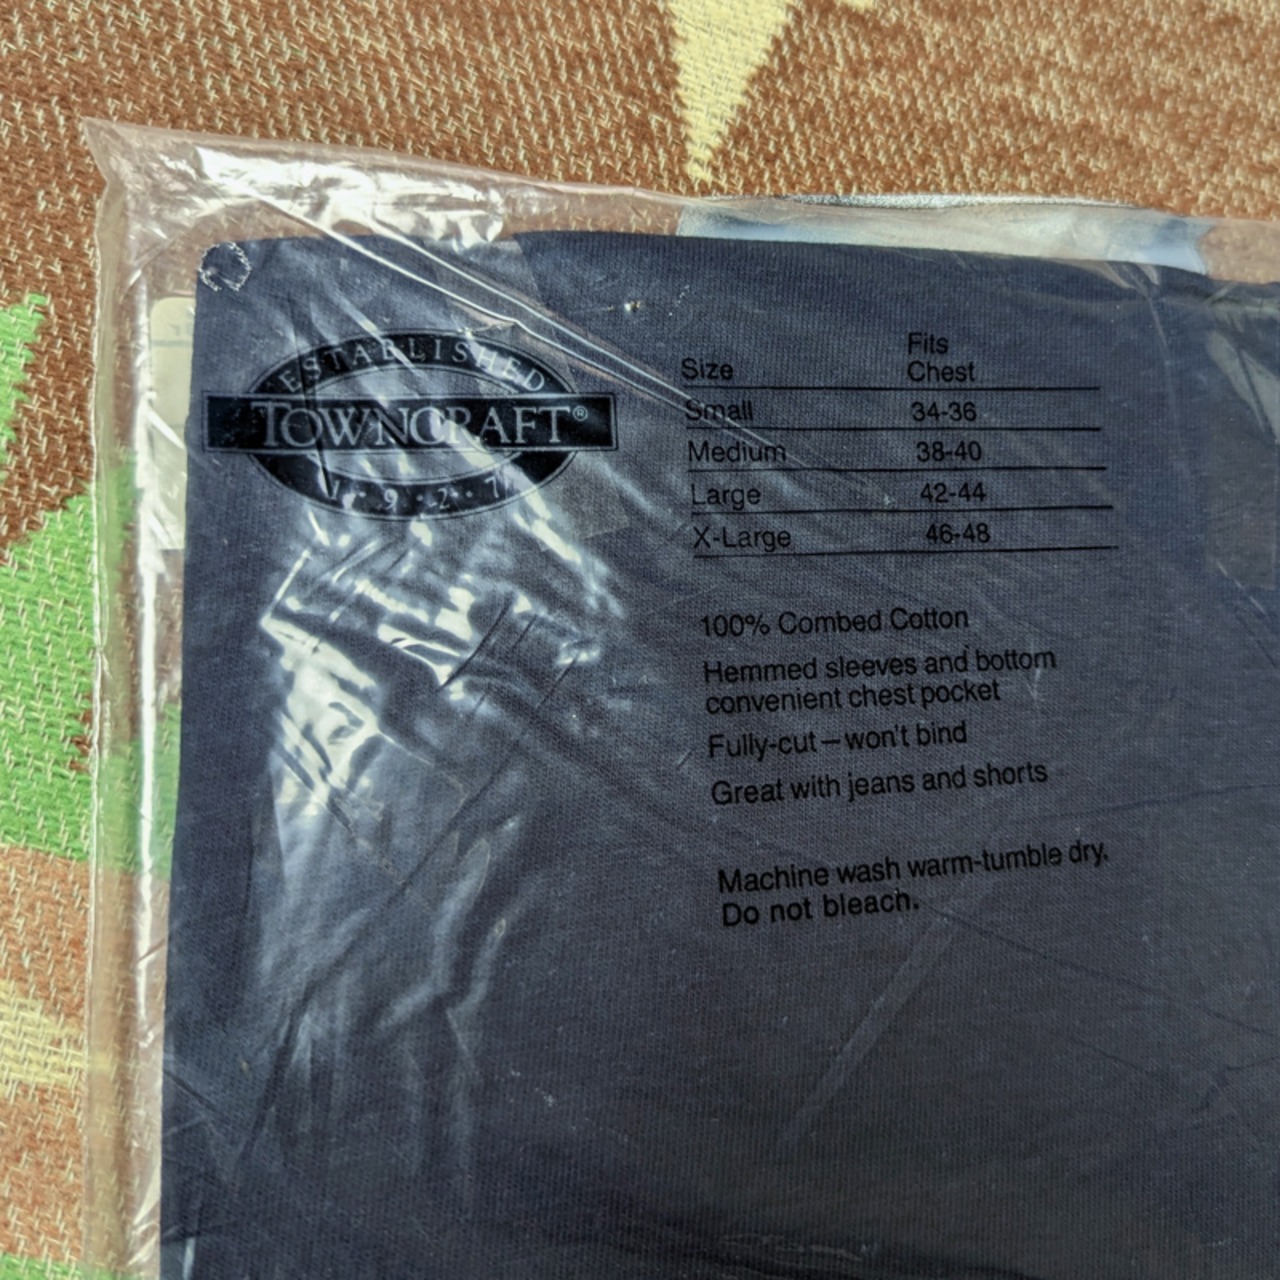 ESTABLISHED
TOWNCRAFT®
1·9·2·7
Size Fits Chest
Small 34-36
Medium 38-40
Large 42-44
X-Large 46-48
100% Combed Cotton
Hemmed sleeves and bottom
convenient chest pocket
Fully-cut — won't bind
Great with jeans and shorts
Machine wash warm-tumble dry.
Do not bleach.